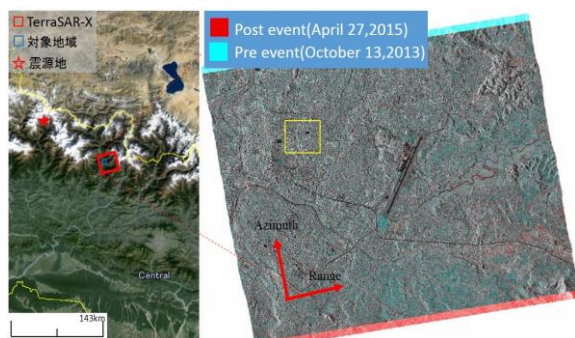 TerraSAR-X
対象地域
震源地
Central
143km
Post event(April 27,2015)
Pre event(October 13,2013)
Azimuth
Range